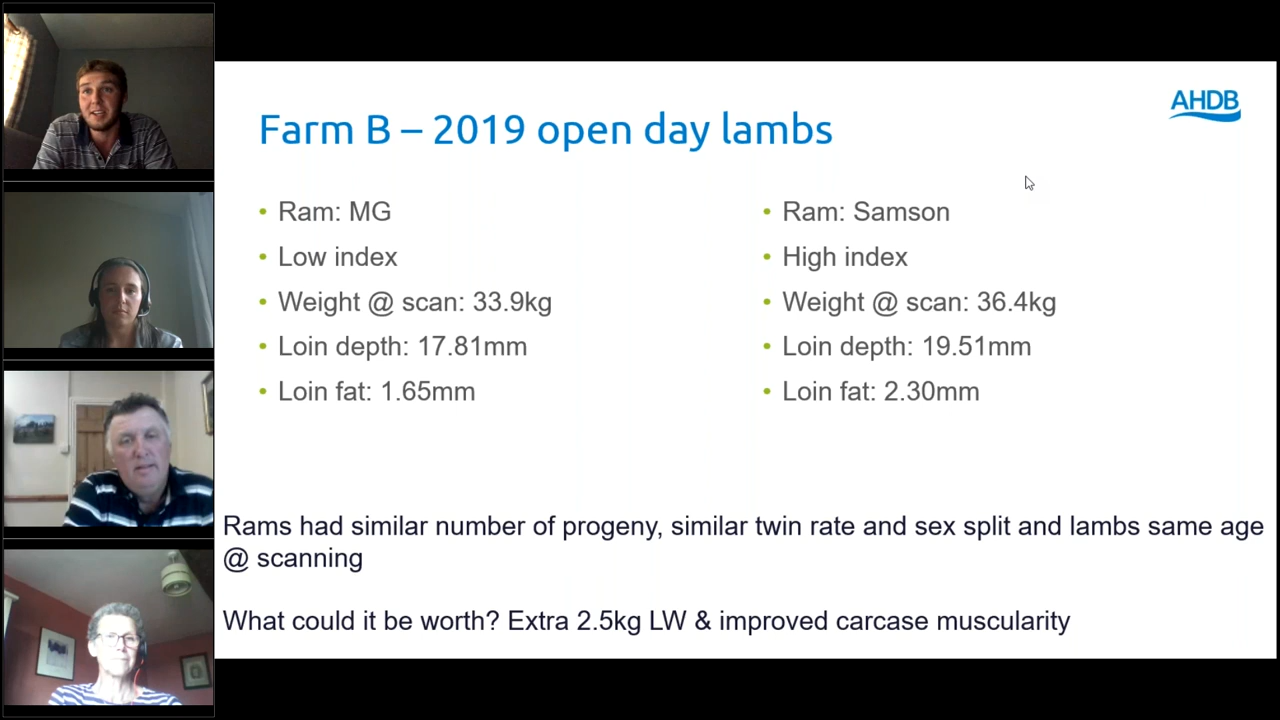 AHDB
Farm B – 2019 open day lambs
• Ram: MG
• Low index
• Weight @ scan: 33.9kg
• Loin depth: 17.81mm
• Loin fat: 1.65mm
• Ram: Samson
• High index
• Weight @ scan: 36.4kg
• Loin depth: 19.51mm
• Loin fat: 2.30mm
Rams had similar number of progeny, similar twin rate and sex split and lambs same age
@ scanning
What could it be worth? Extra 2.5kg LW & improved carcase muscularity